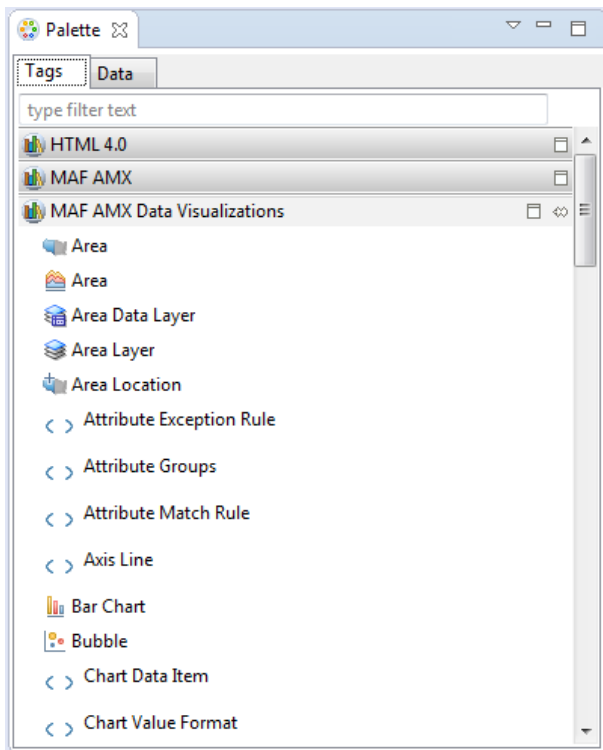 Palette
Tags Data
type filter text
HTML 4.0
MAF AMX
MAF AMX Data Visualizations
Area
Area
Area Data Layer
Area Layer
Area Location
Attribute Exception Rule
Attribute Groups
Attribute Match Rule
Axis Line
Bar Chart
Bubble
Chart Data Item
Chart Value Format